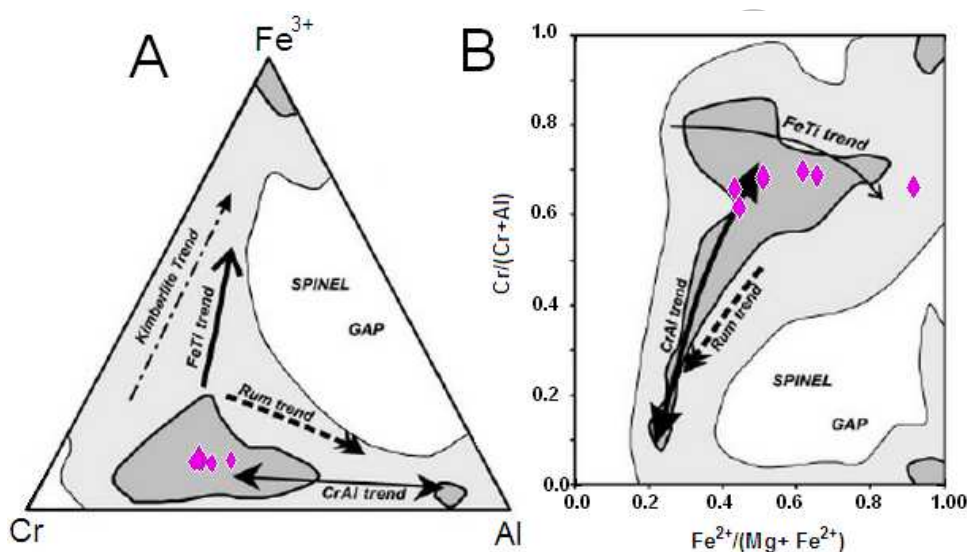 A
Fe3+
Kimberlite Trend
FeTi trend
SPINEL
GAP
Rum trend
CrAl trend
Cr
Al
B
1.0
0.8
0.6
0.4
0.2
0.0
Cr/(Cr+Al)
FeTi trend
CrAl trend
Rum trend
SPINEL
GAP
0.0
0.2
0.4
0.6
0.8
1.00
Fe2+/(Mg+ Fe2+)